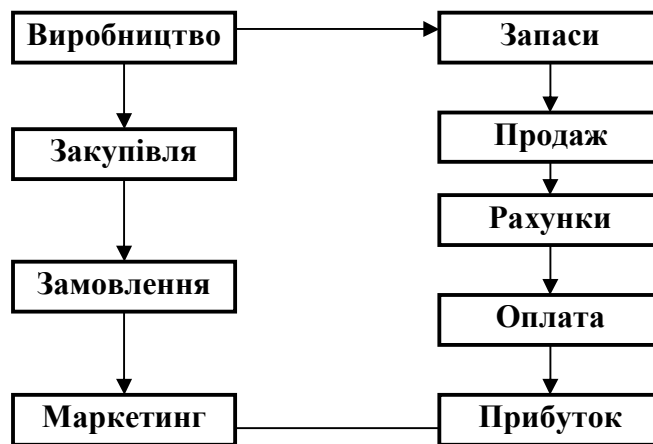 Виробництво
Запаси
Закупівля
Продаж
Рахунки
Замовлення
Оплата
Маркетинг
Прибуток